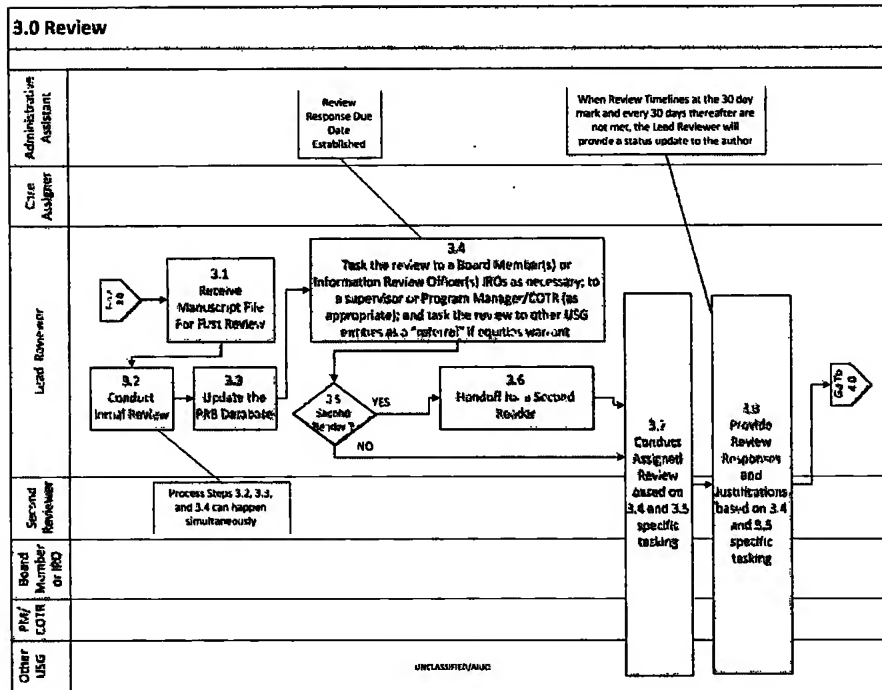 3.0 Review
Administrative
Assistant
Review
Response Due
Date
Established
When Review Timelines at the 30 day
mark and every 30 days thereafter are
not met, the Lead Reviewer will
provide a status update to the author
Case
Assigner
Lead Reviewer
3.1
Receive
Manuscript File
For First Review
3.4
Task the review to a Board Member(s) or
Information Review Officer(s) IROs as necessary; to
a supervisor or Program Manager/COTR (as
appropriate); and task the review to other USG
entities as a "referral" if equities warrant
3.2
Conduct
Initial Review
3.3
Update the
PRB Database
3.5
Second
Reader?
YES
NO
3.6
Handoff for a Second
Reader
3.7
Conduct
Assigned
Review
based on
3.4 and 3.5
specific
tasking
3.8
Provide
Review
Responses
and
Justifications
based on 3.4
and 3.5
specific
tasking
Go To
4.0
Second
Reviewer
Process Steps 3.2, 3.3,
and 3.4 can happen
simultaneously
Board
Member
or IRO
PM/
COTR
Other
USG